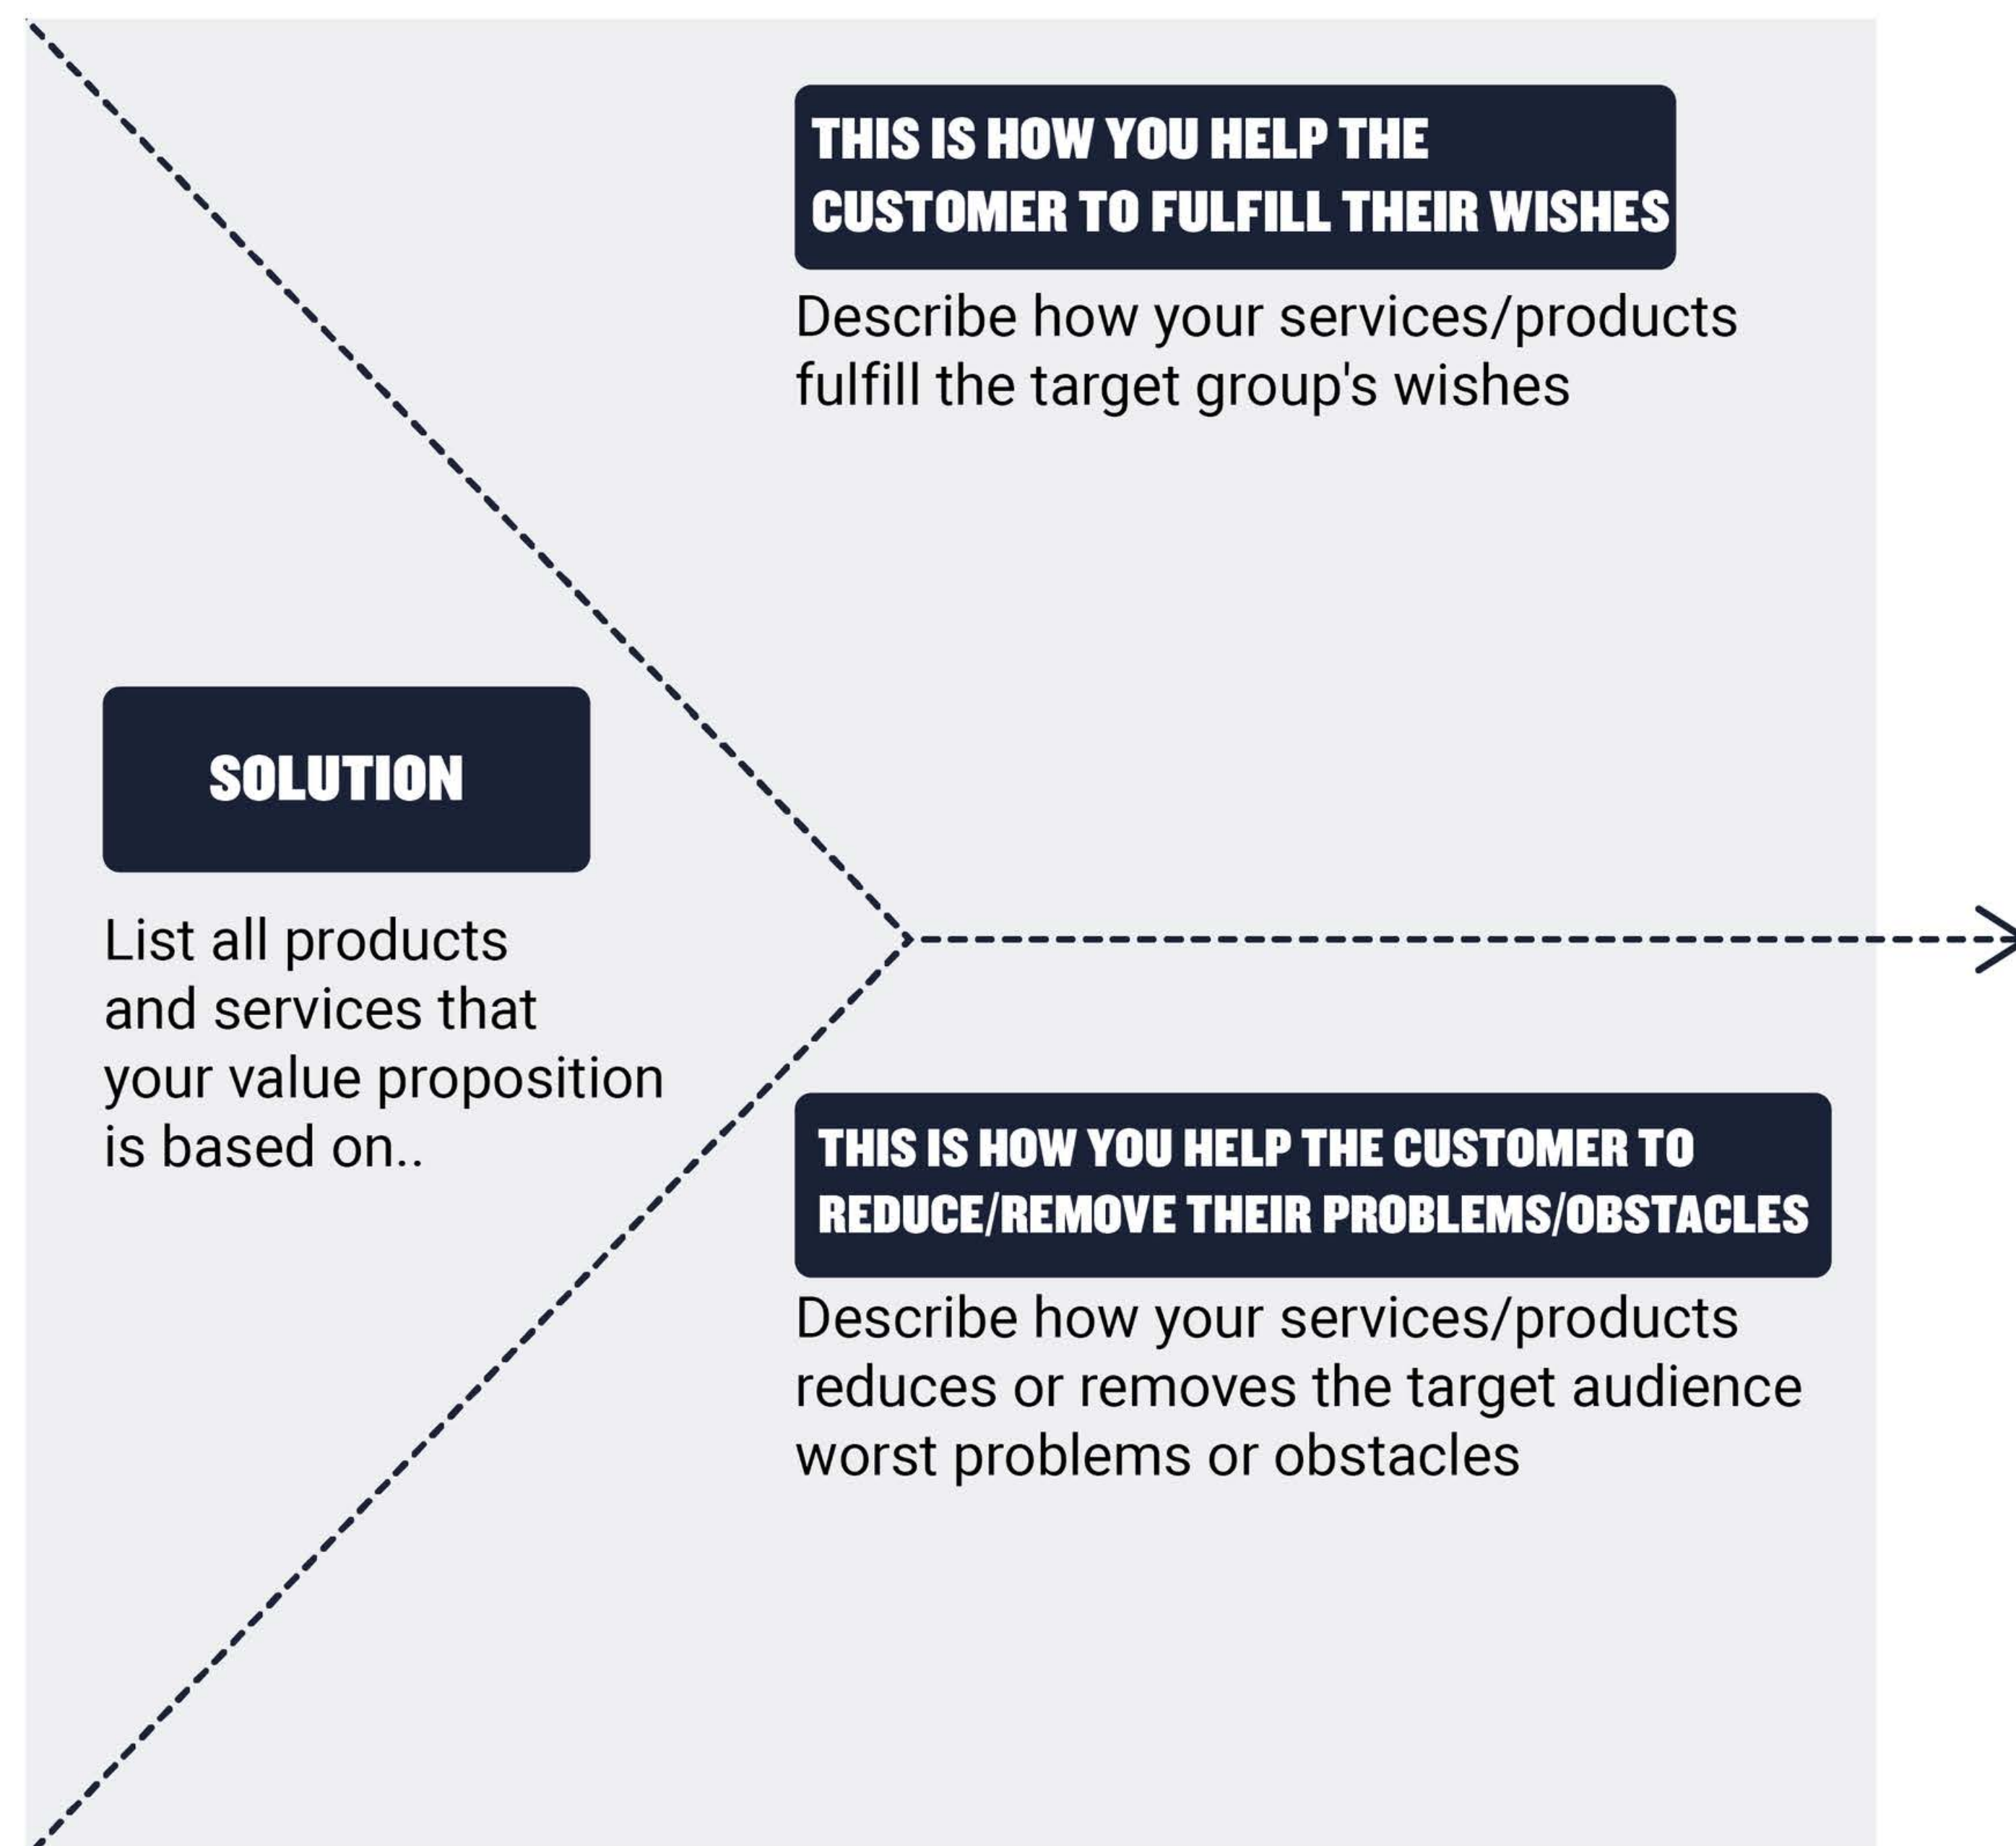 THIS IS HOW YOU HELP THE
CUSTOMER TO FULFILL THEIR WISHES
Describe how your services/products
fulfill the target group's wishes
SOLUTION
List all products
and services that
your value proposition
is based on..
THIS IS HOW YOU HELP THE CUSTOMER TO
REDUCE/REMOVE THEIR PROBLEMS/OBSTACLES
Describe how your services/products
reduces or removes the target audience
worst problems or obstacles